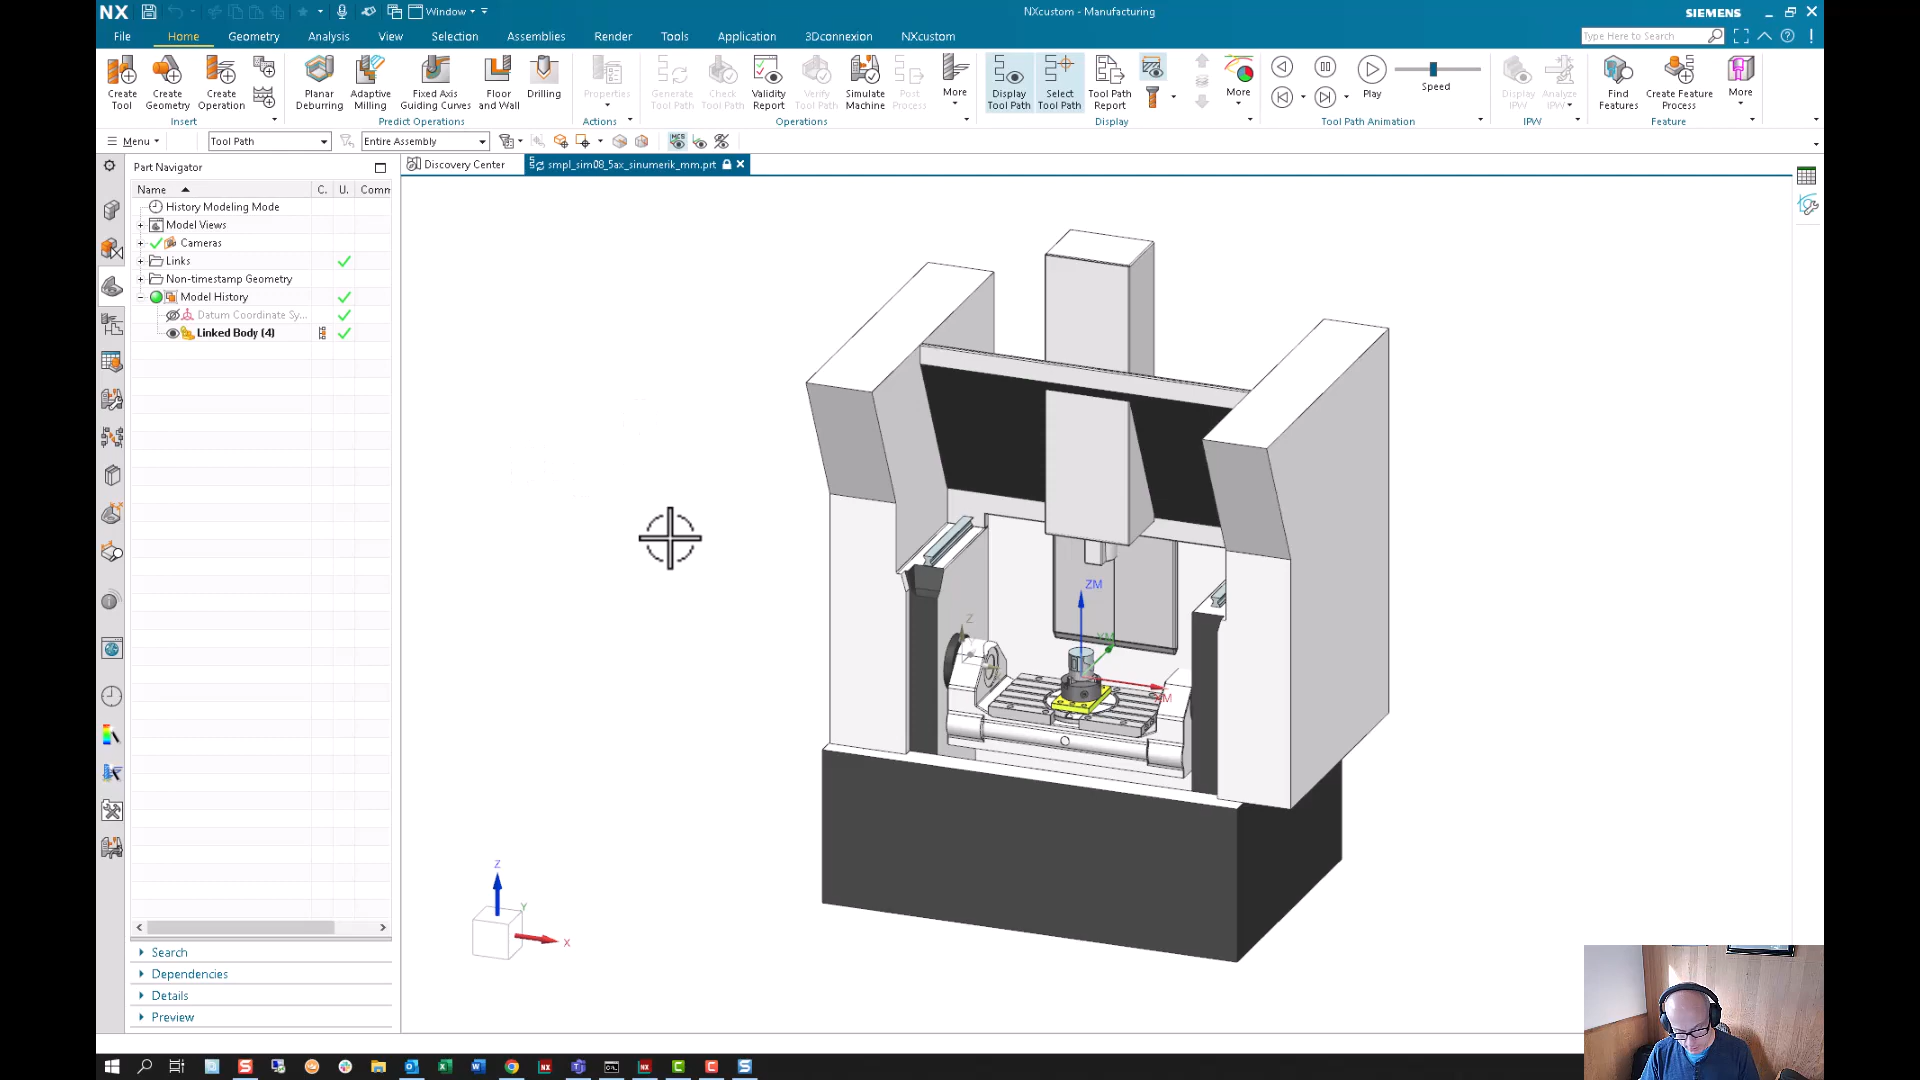 NX Window NXcustom - Manufacturing SIEMENS
File Home Geometry Analysis View Selection Assemblies Render Tools Application 3Dconnexion NXcustom Type Here to Search
Create Tool
Create Geometry
Create Operation
Planar Deburring
Adaptive Milling
Fixed Axis Guiding Curves
Floor and Wall
Drilling
Properties
Generate Tool Path
Check Tool Path
Validity Report
Verify Tool Path
Simulate Machine
Post Process
More
Display Tool Path
Select Tool Path
Tool Path Report
More
Play
Speed
Display IPW
Analyze IPW
Find Features
Create Feature Process
More
Insert Predict Operations Actions Operations Display Tool Path Animation IPW Feature
Menu Tool Path Entire Assembly MCS
Part Navigator
Discovery Center smpl_sim08_5ax_sinumerik_mm.prt
Name C. U. Comm
History Modeling Mode
Model Views
Cameras
Links
Non-timestamp Geometry
Model History
Datum Coordinate Sy...
Linked Body (4)
ZM
YM
XM
Z
Z
Y
X
Search
Dependencies
Details
Preview